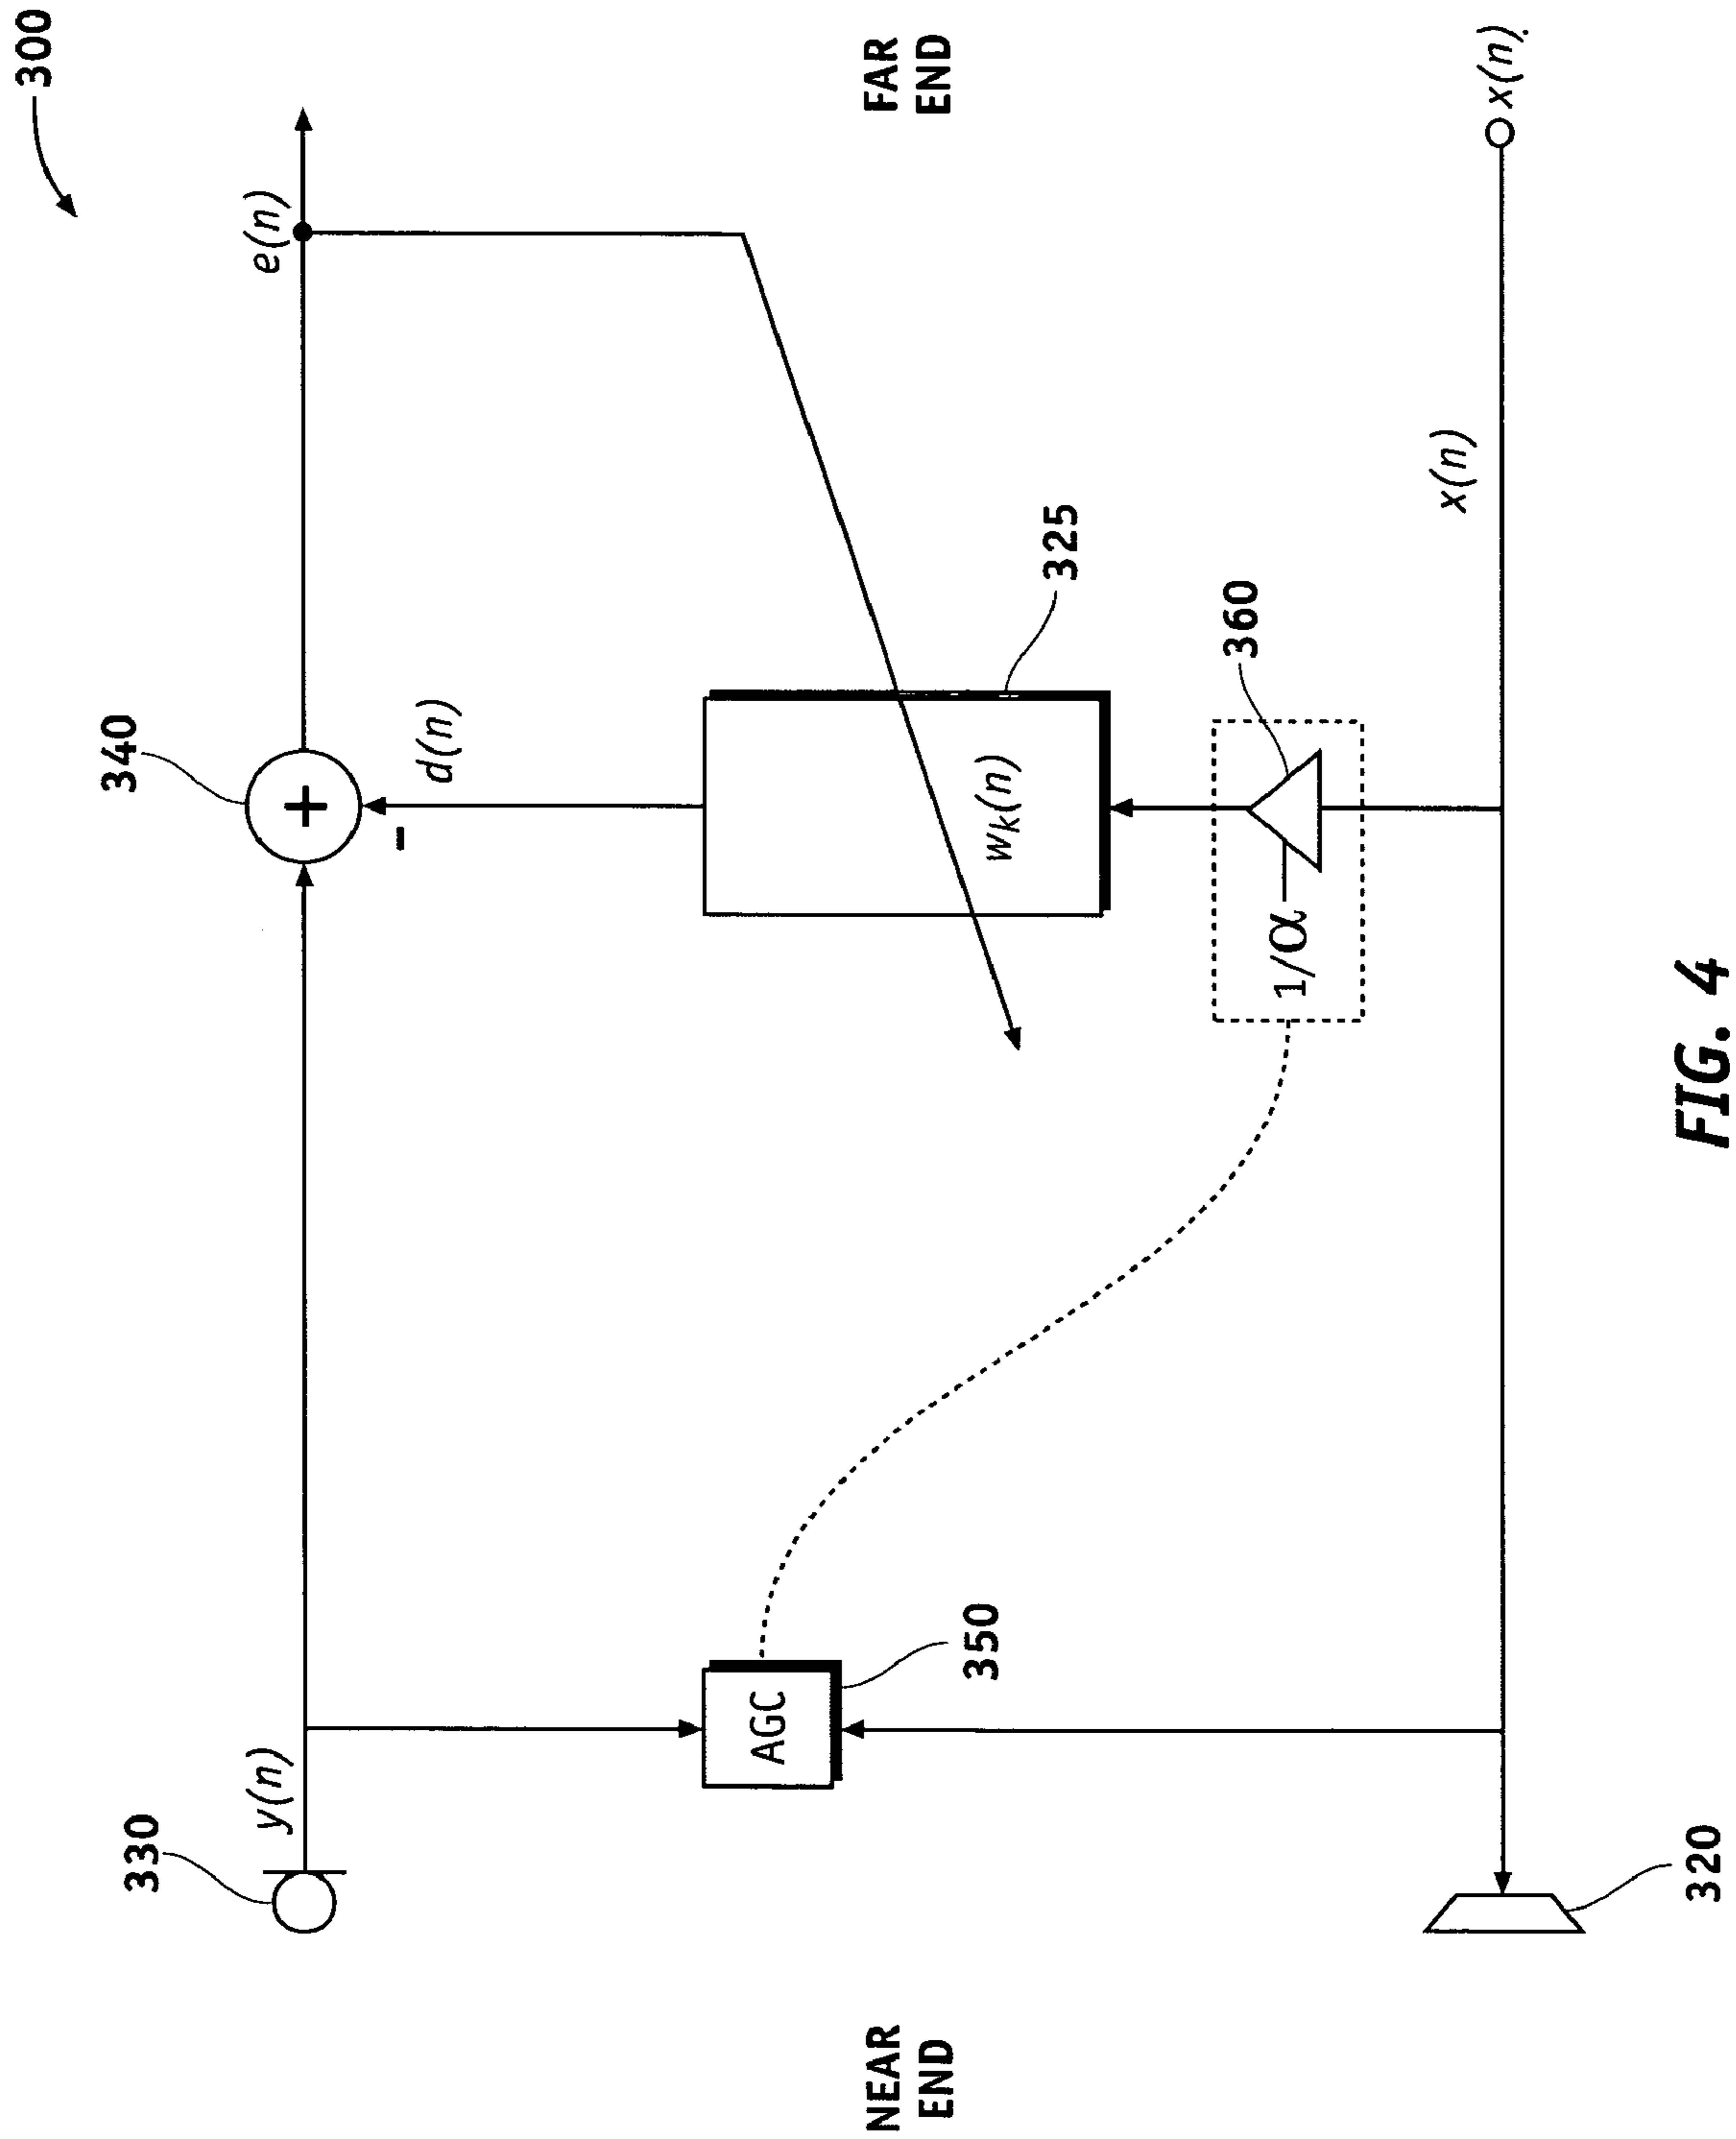 300
330
y(n)
340
e(n)
+
-
d(n)
NEAR
END
AGC
350
wk(n)
325
FAR
END
1/α
360
x(n)
x(n).
320
FIG. 4